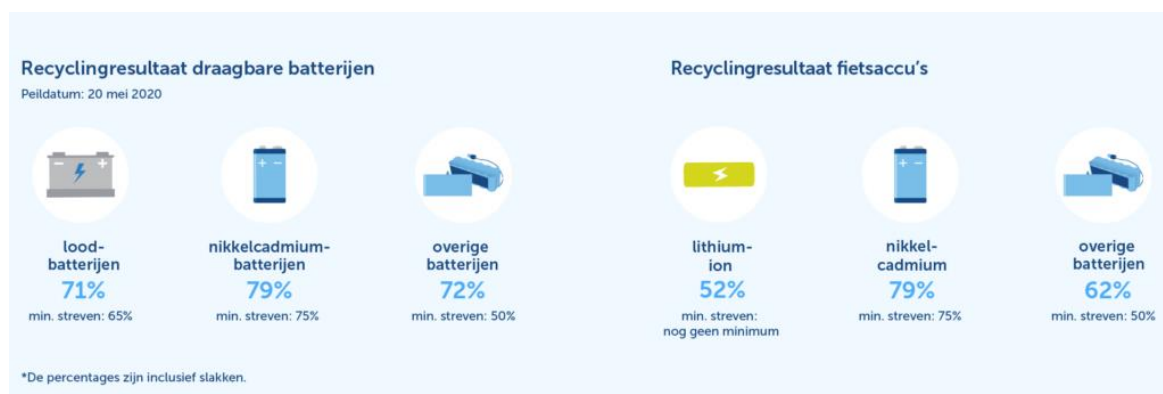 Recyclingresultaat draagbare batterijen
Peildatum: 20 mei 2020
lood-
batterijen
71%
min. streven: 65%
nikkelcadmium-
batterijen
79%
min. streven: 75%
overige
batterijen
72%
min. streven: 50%
*De percentages zijn inclusief slakken.
Recyclingresultaat fietsaccu's
lithium-
ion
52%
min. streven:
nog geen minimum
nikkel-
cadmium
79%
min. streven: 75%
overige
batterijen
62%
min. streven: 50%